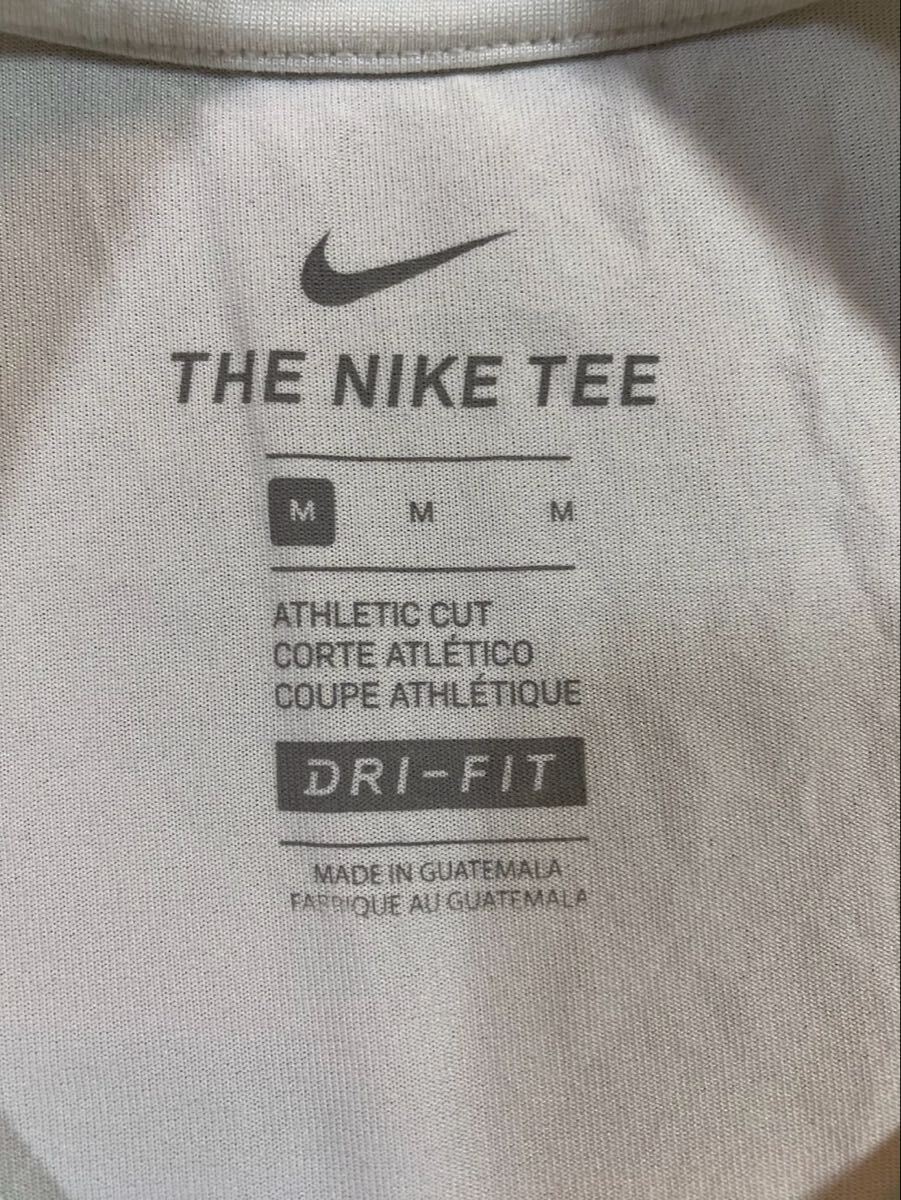 THE NIKE TEE
M M M
ATHLETIC CUT
CORTE ATLÉTICO
COUPE ATHLÉTIQUE
DRI-FIT
MADE IN GUATEMALA
FABRIQUE AU GUATEMALA